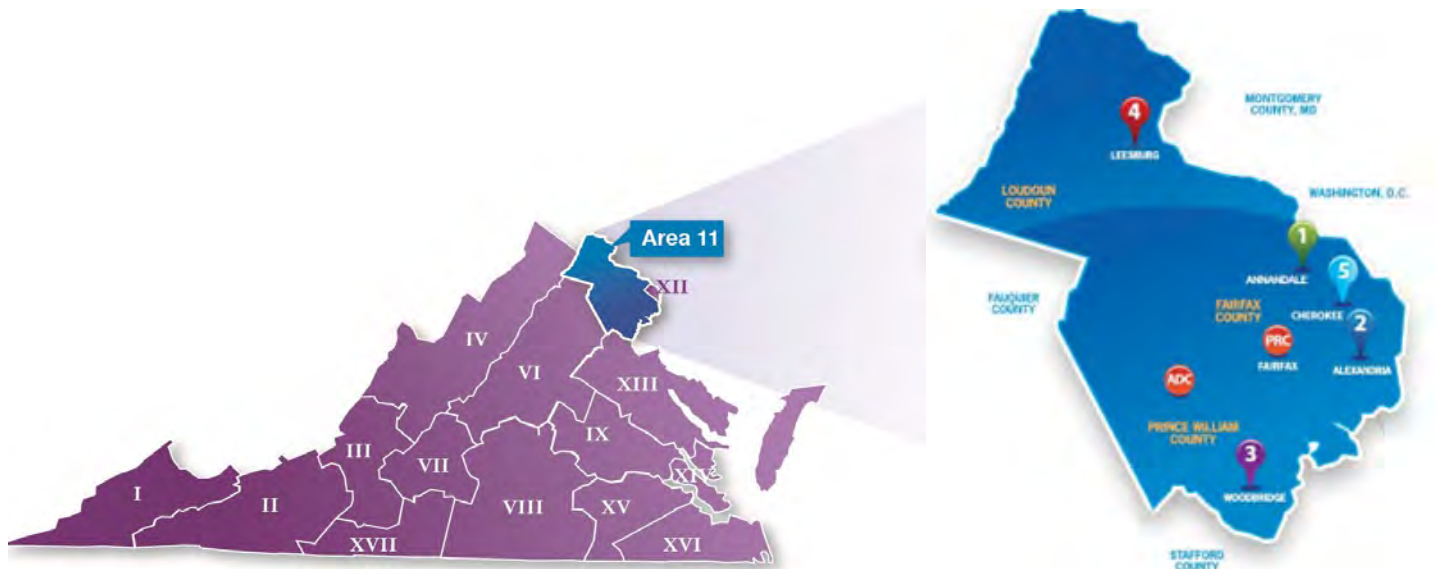 Area 11
XII
IV
VI
XIII
IX
III
VII
XIV
I
II
VIII
XV
XVII
XVI
4
LEESBURG
MONTGOMERY
COUNTY, MD
LOUDOUN
COUNTY
WASHINGTON, D.C.
1
ANNANDALE
5
FAUQUIER
COUNTY
FAIRFAX
COUNTY
CHEROKEE
2
PRC
FAIRFAX
ALEXANDRIA
ADC
PRINCE WILLIAM
COUNTY
3
WOODBRIDGE
STAFFORD
COUNTY